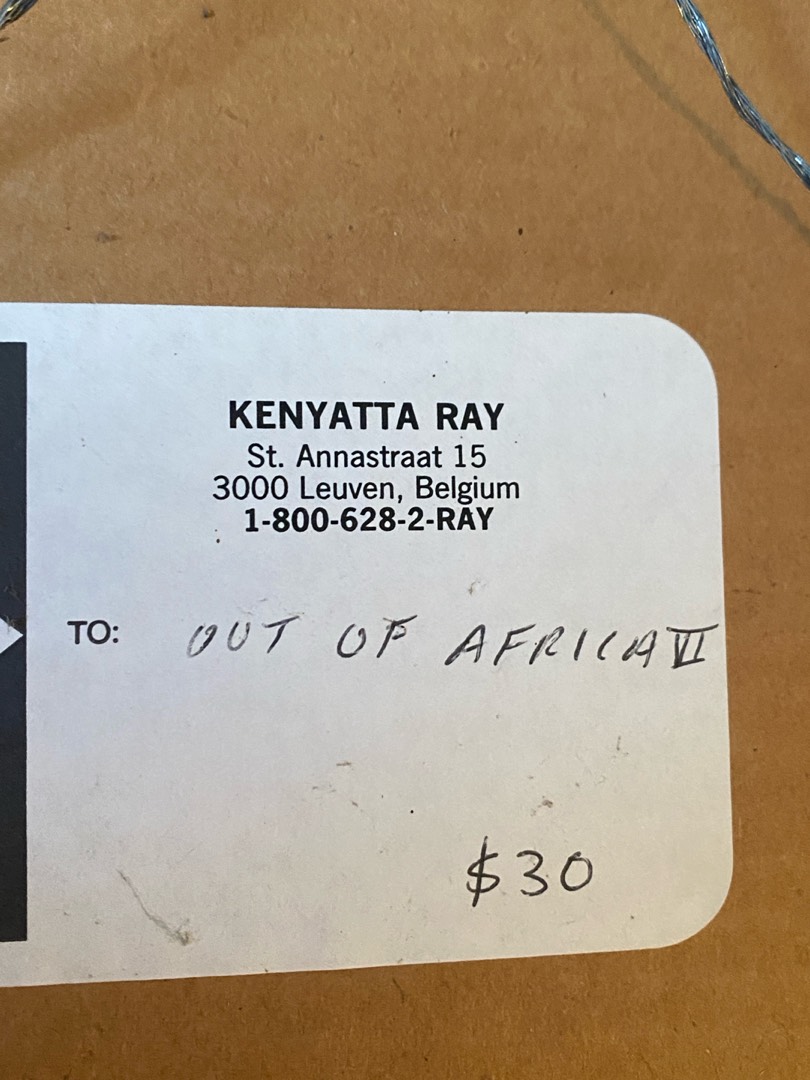 KENYATTA RAY
St. Annastraat 15
3000 Leuven, Belgium
1-800-628-2-RAY
TO: OUT OF AFRICA VI
$30